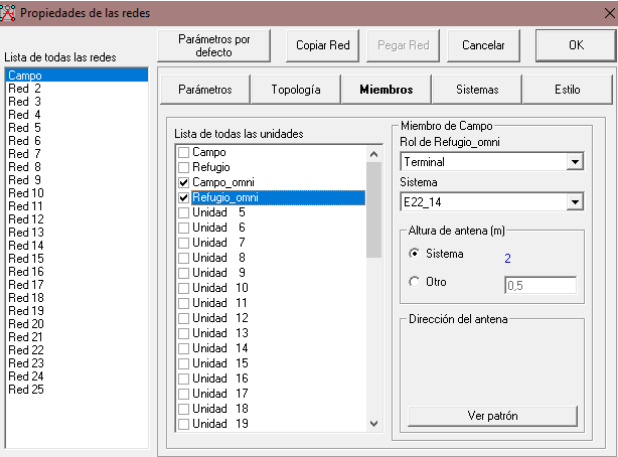 Propiedades de las redes
Lista de todas las redes
Campo
Red 2
Red 3
Red 4
Red 5
Red 6
Red 7
Red 8
Red 9
Red 10
Red 11
Red 12
Red 13
Red 14
Red 15
Red 16
Red 17
Red 18
Red 19
Red 20
Red 21
Red 22
Red 23
Red 24
Red 25
Parámetros por
defecto
Copiar Red
Pegar Red
Cancelar
OK
Parámetros
Topología
Miembros
Sistemas
Estilo
Lista de todas las unidades
Campo
Refugio
Campo_omni
Refugio_omni
Unidad 5
Unidad 6
Unidad 7
Unidad 8
Unidad 9
Unidad 10
Unidad 11
Unidad 12
Unidad 13
Unidad 14
Unidad 15
Unidad 16
Unidad 17
Unidad 18
Unidad 19
Miembro de Campo
Rol de Refugio_omni
Terminal
Sistema
E22_14
Altura de antena (m)
Sistema 2
Otro 0,5
Dirección del antena
Ver patrón